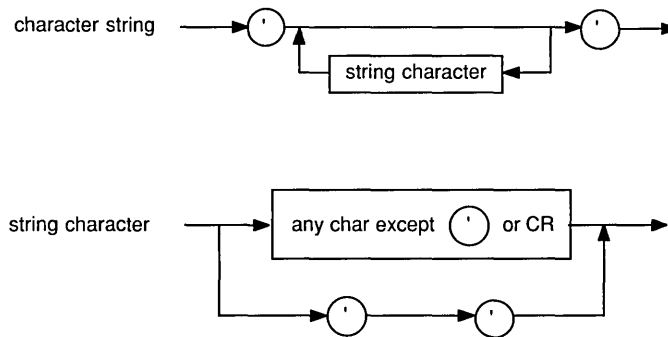 character string ' '
string character
string character any char except ' or CR
' '